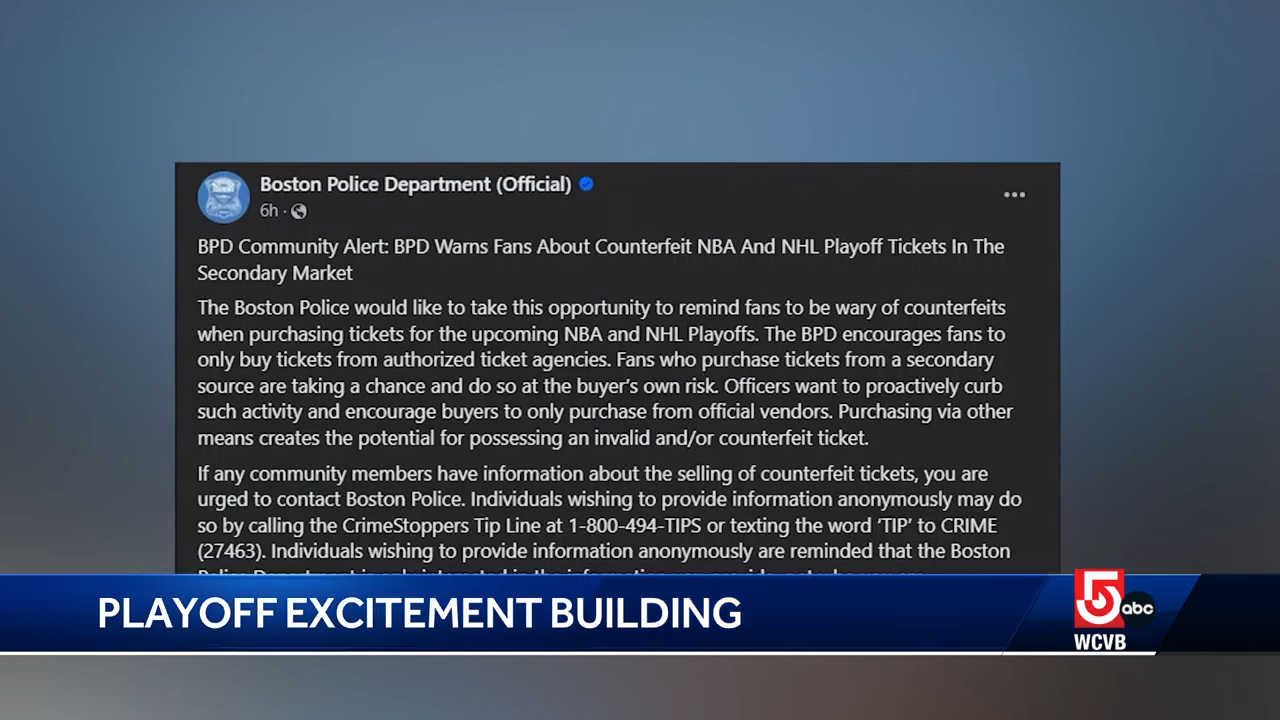 Boston Police Department (Official)
6h ·
BPD Community Alert: BPD Warns Fans About Counterfeit NBA And NHL Playoff Tickets In The
Secondary Market
The Boston Police would like to take this opportunity to remind fans to be wary of counterfeits
when purchasing tickets for the upcoming NBA and NHL Playoffs. The BPD encourages fans to
only buy tickets from authorized ticket agencies. Fans who purchase tickets from a secondary
source are taking a chance and do so at the buyer's own risk. Officers want to proactively curb
such activity and encourage buyers to only purchase from official vendors. Purchasing via other
means creates the potential for possessing an invalid and/or counterfeit ticket.
If any community members have information about the selling of counterfeit tickets, you are
urged to contact Boston Police. Individuals wishing to provide information anonymously may do
so by calling the CrimeStoppers Tip Line at 1-800-494-TIPS or texting the word 'TIP' to CRIME
(27463). Individuals wishing to provide information anonymously are reminded that the Boston
PLAYOFF EXCITEMENT BUILDING
5
abc
WCVB